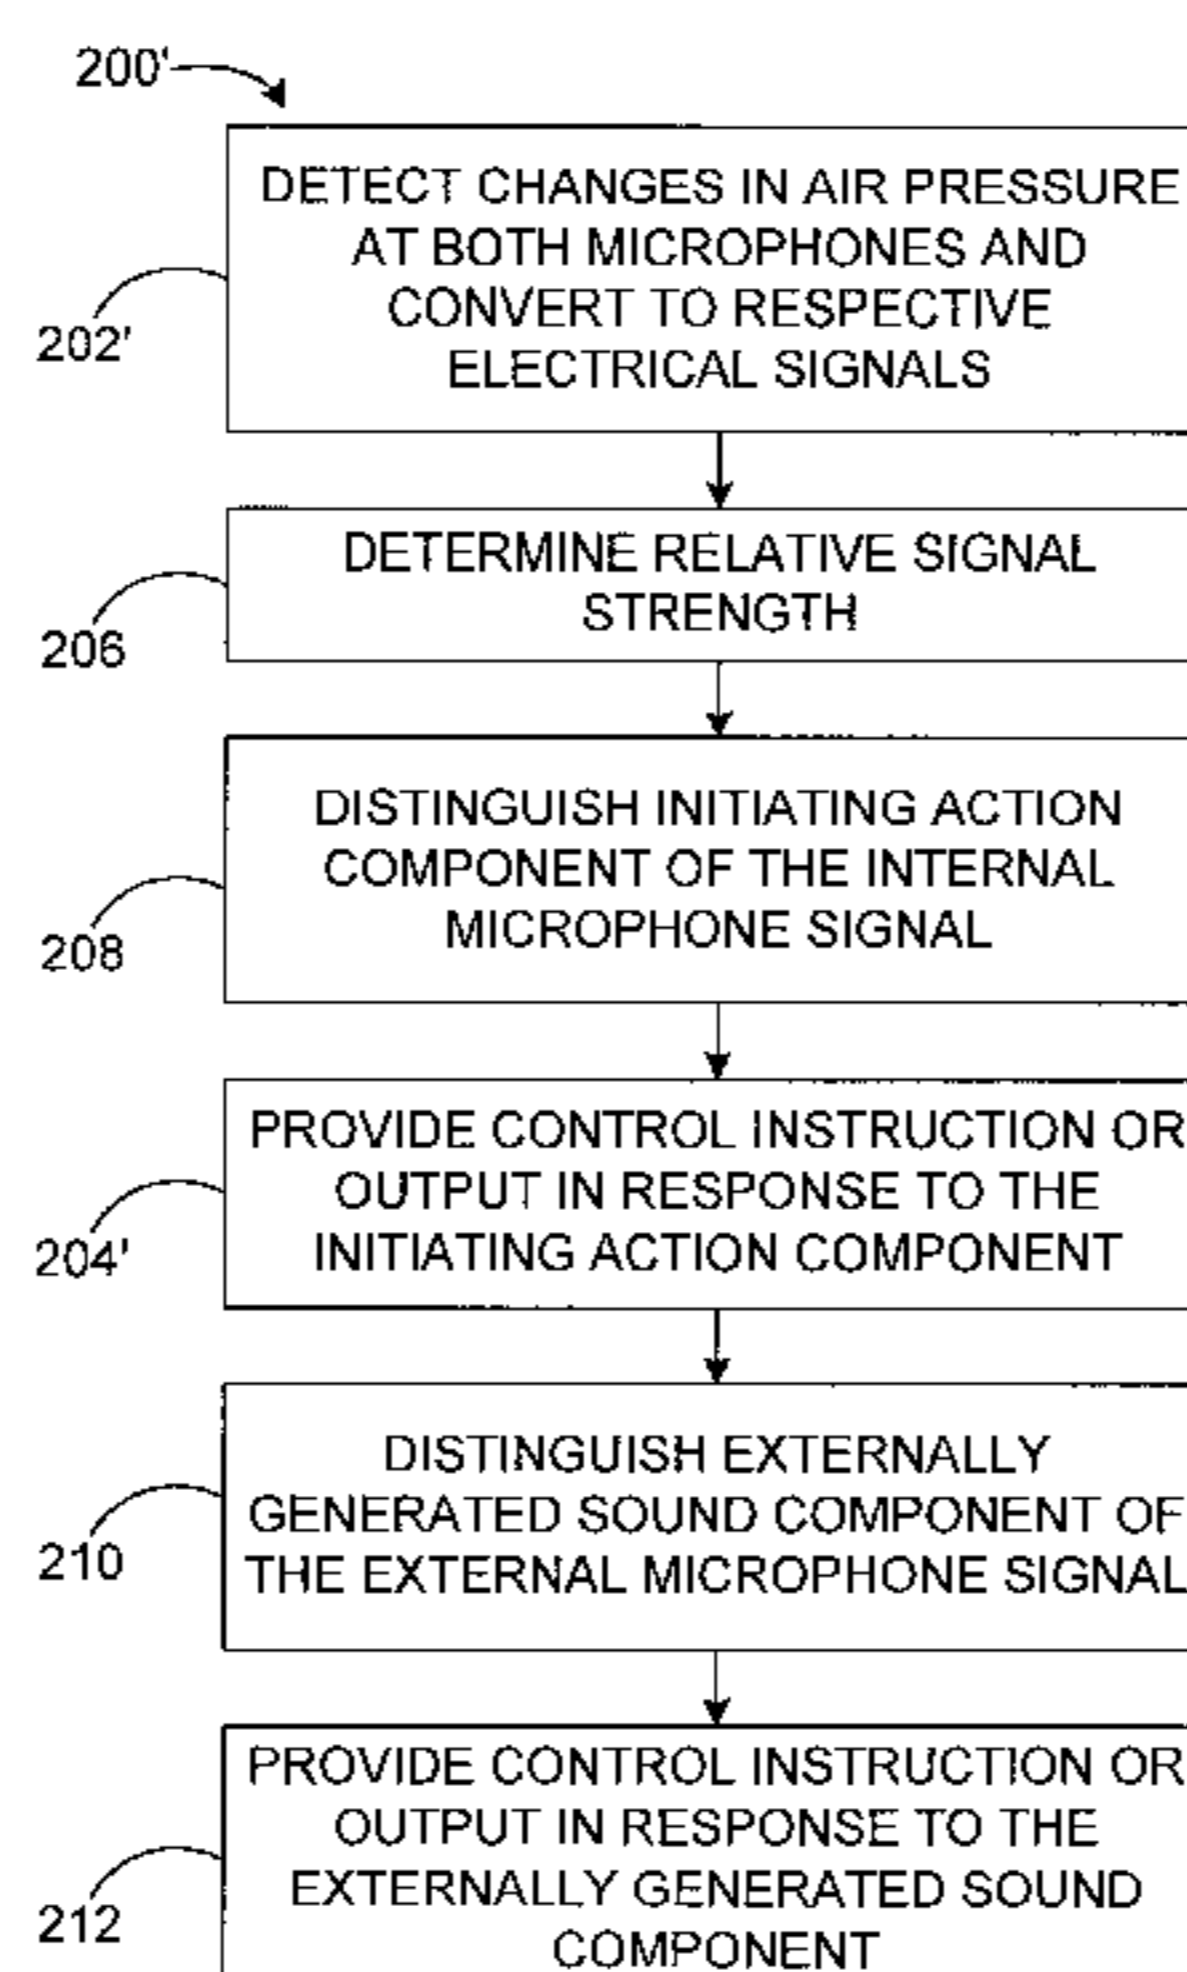 200'
DETECT CHANGES IN AIR PRESSURE
AT BOTH MICROPHONES AND
CONVERT TO RESPECTIVE
ELECTRICAL SIGNALS
202'
DETERMINE RELATIVE SIGNAL
STRENGTH
206
DISTINGUISH INITIATING ACTION
COMPONENT OF THE INTERNAL
MICROPHONE SIGNAL
208
PROVIDE CONTROL INSTRUCTION OR
OUTPUT IN RESPONSE TO THE
INITIATING ACTION COMPONENT
204'
DISTINGUISH EXTERNALLY
GENERATED SOUND COMPONENT OF
THE EXTERNAL MICROPHONE SIGNAL
210
PROVIDE CONTROL INSTRUCTION OR
OUTPUT IN RESPONSE TO THE
EXTERNALLY GENERATED SOUND
COMPONENT
212